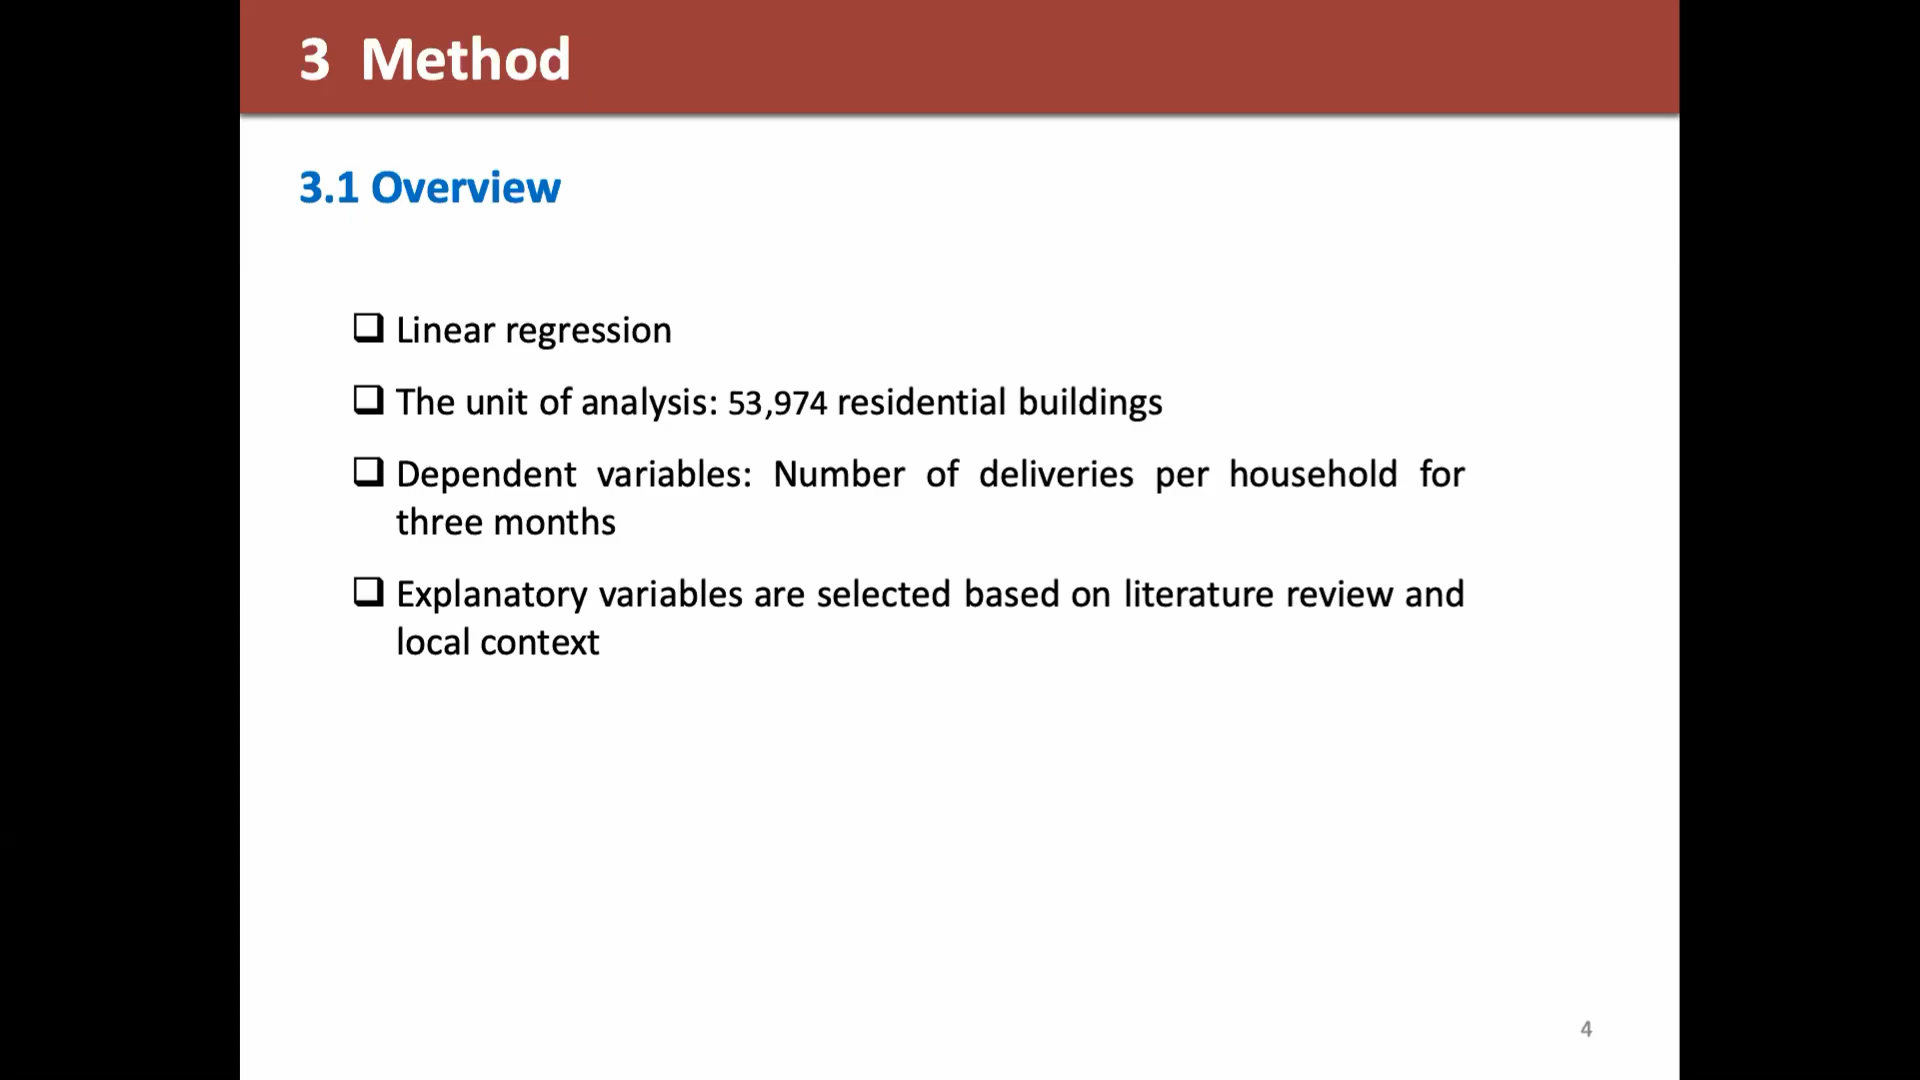 3 Method
3.1 Overview
Linear regression
The unit of analysis: 53,974 residential buildings
Dependent variables: Number of deliveries per household for
three months
Explanatory variables are selected based on literature review and
local context
4